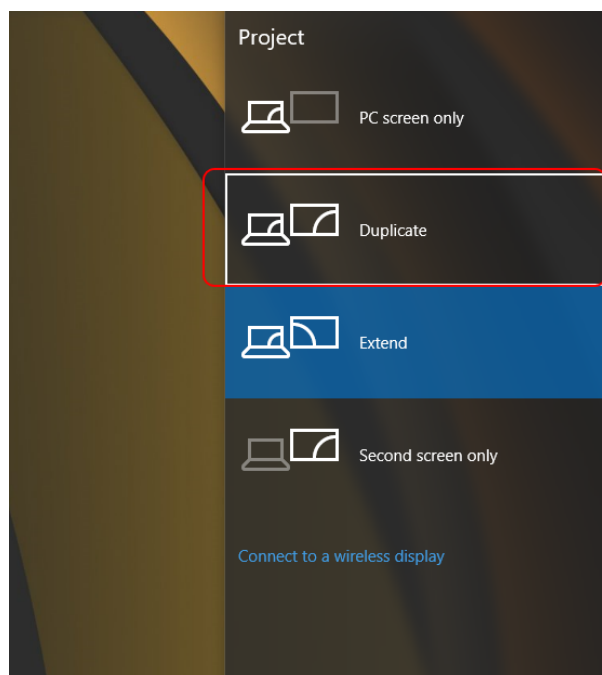 Project
PC screen only
Duplicate
Extend
Second screen only
Connect to a wireless display